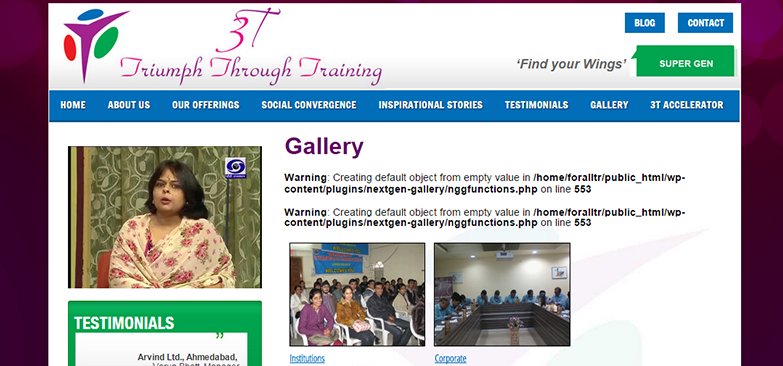 3T
Triumph Through Training
BLOG
CONTACT
‘Find your Wings’
SUPER GEN
HOME
ABOUT US
OUR OFFERINGS
SOCIAL CONVERGENCE
INSPIRATIONAL STORIES
TESTIMONIALS
GALLERY
3T ACCELERATOR
Gallery
Warning: Creating default object from empty value in /home/foralltr/public_html/wp-
content/plugins/nextgen-gallery/nggfunctions.php on line 553
Warning: Creating default object from empty value in /home/foralltr/public_html/wp-
content/plugins/nextgen-gallery/nggfunctions.php on line 553
Institutions
Corporate
TESTIMONIALS
”
Arvind Ltd., Ahmedabad,
Varun Bhatt, Manager